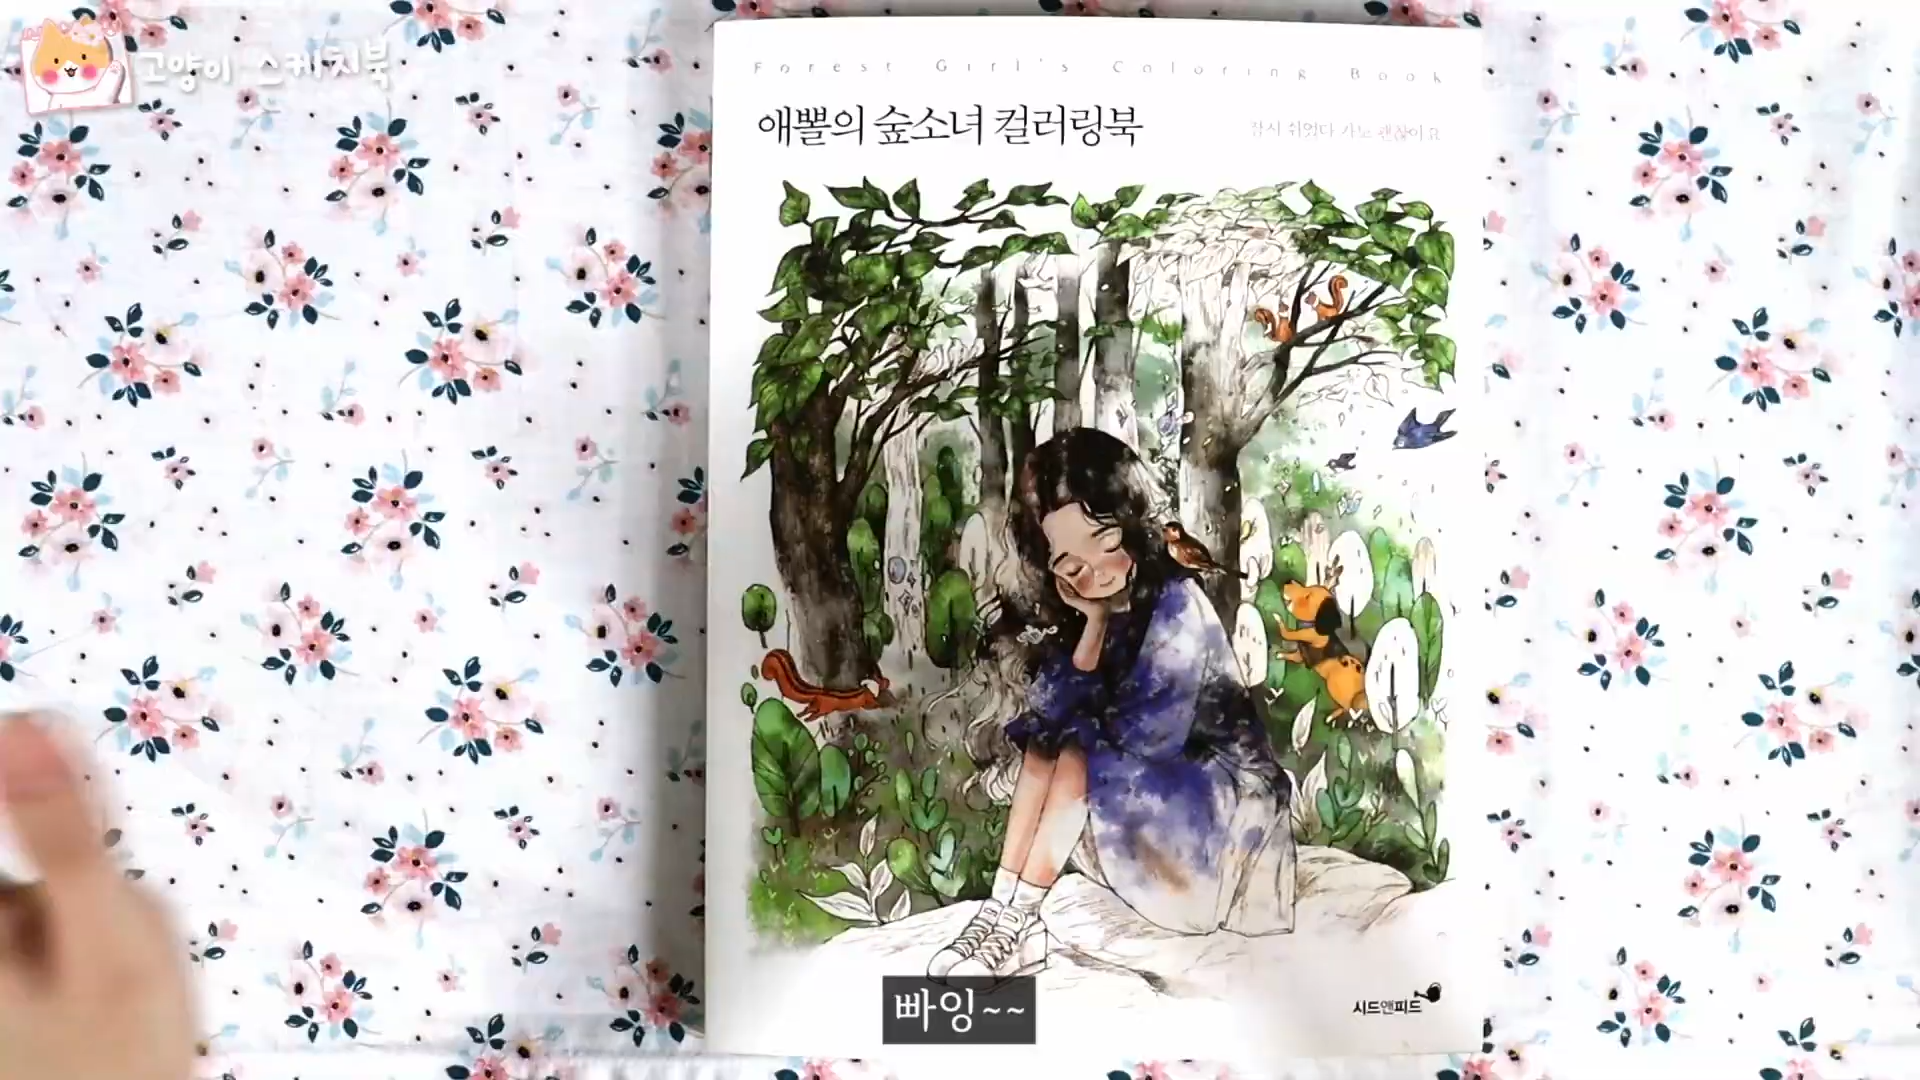 고양이 스케치북
Forest Girl's Coloring Book
애뽈의 숲소녀 컬러링북
잠시 쉬었다 가도 괜찮아요
시드앤피드
빠잉~~